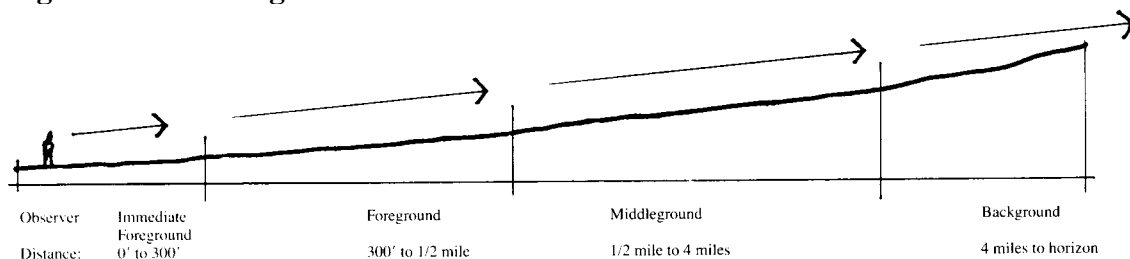 Observer Immediate Foreground Middleground Background
Foreground
Distance: 0' to 300' 300' to 1/2 mile 1/2 mile to 4 miles 4 miles to horizon